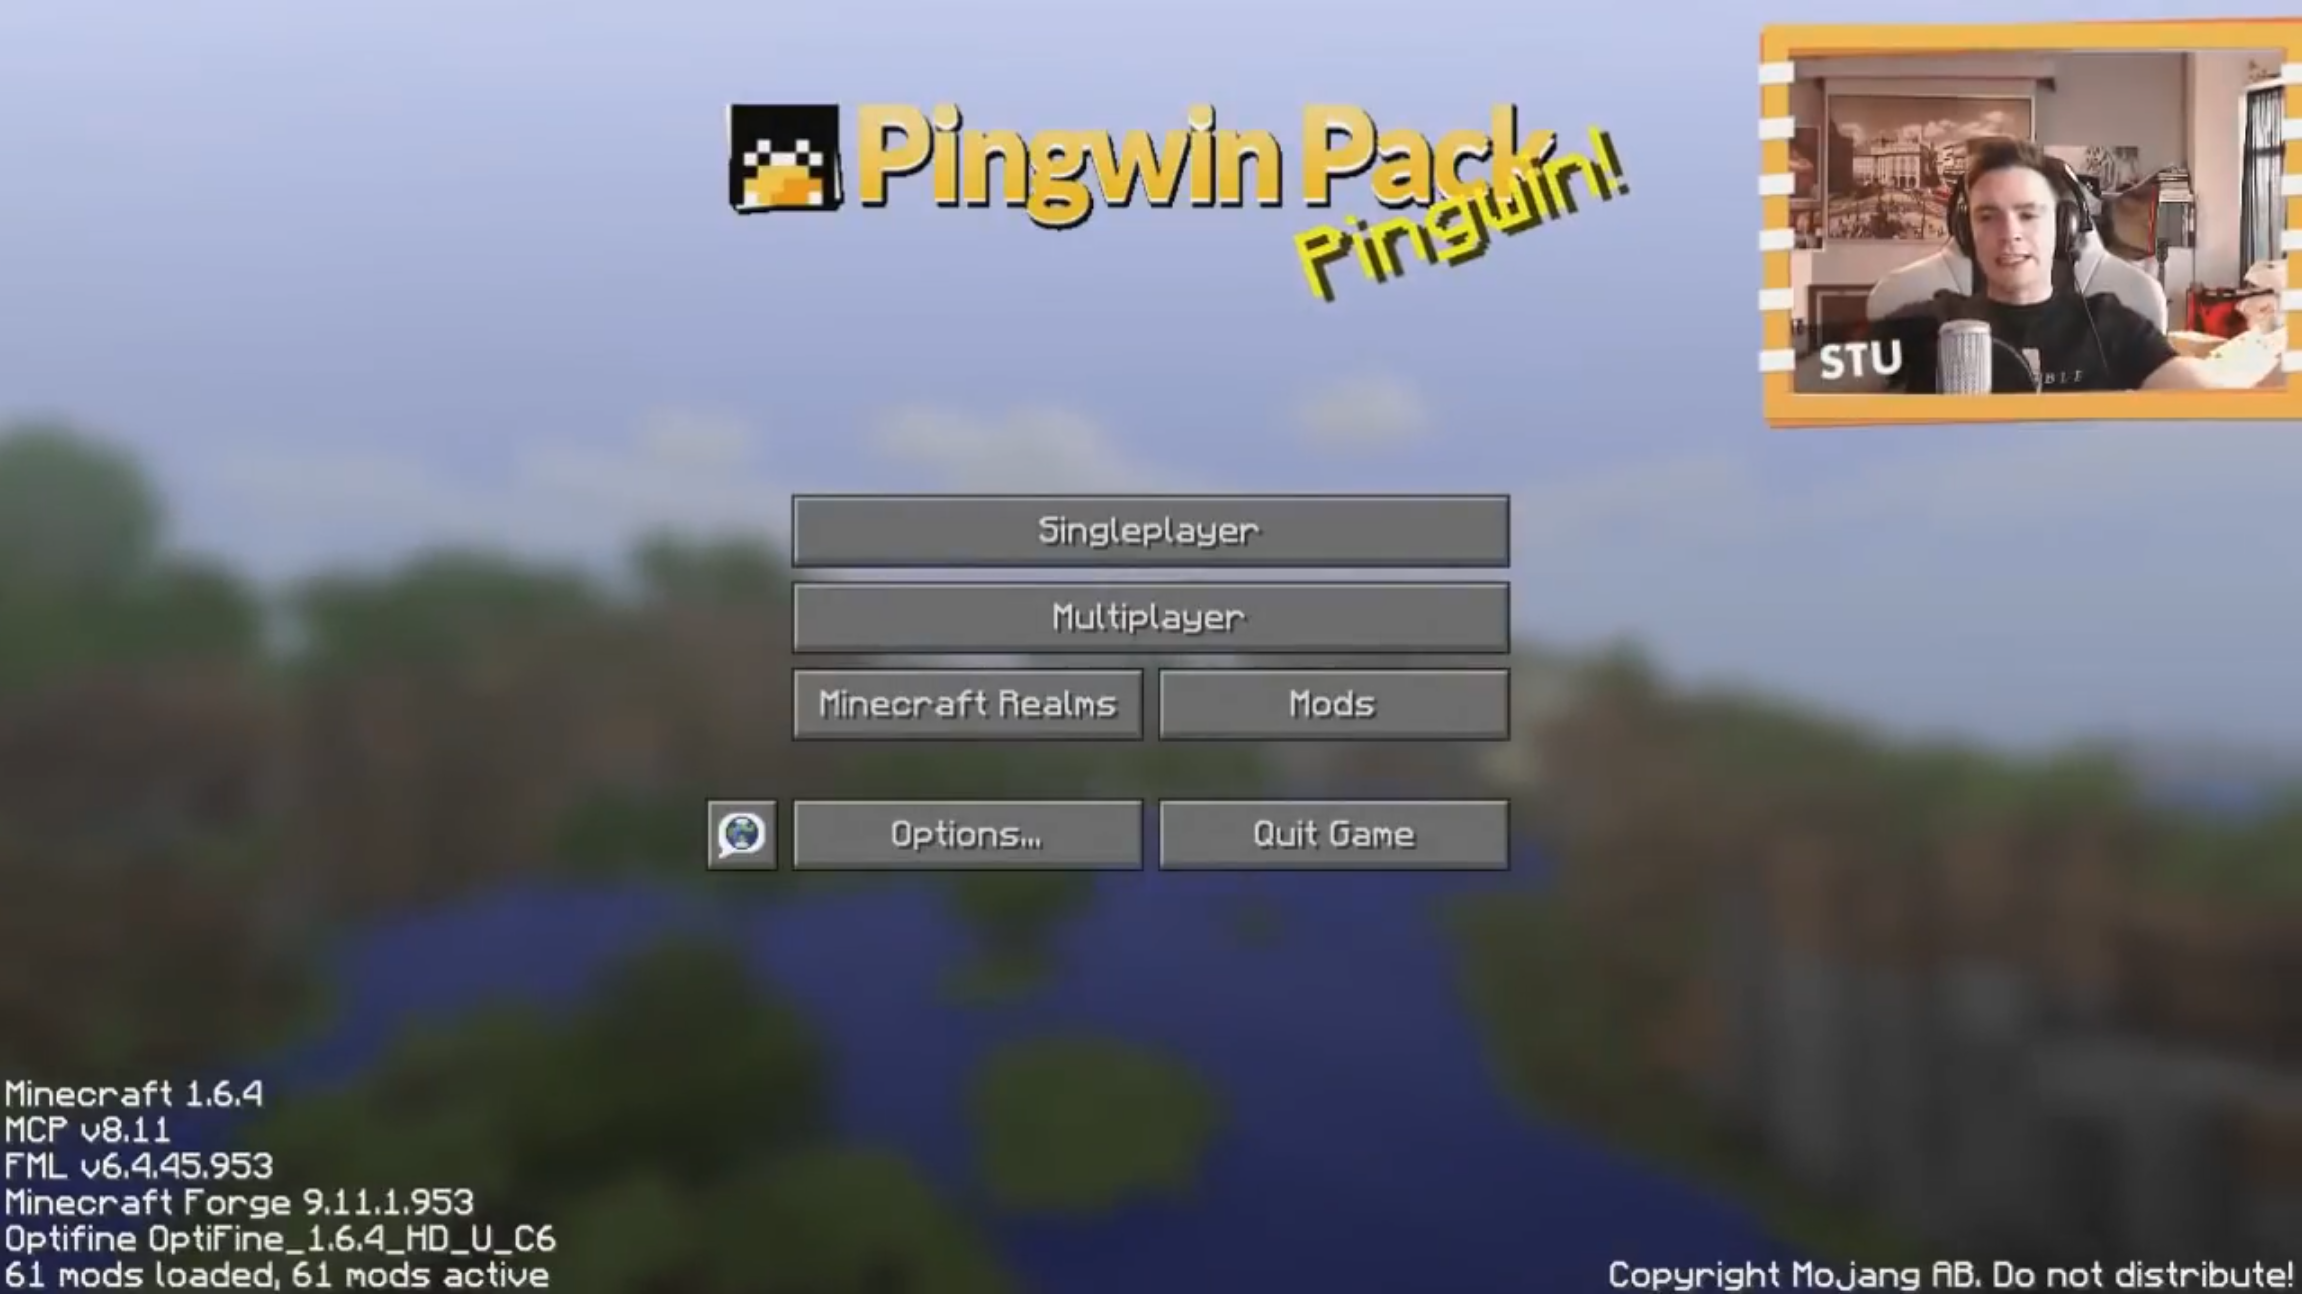 Pingwin Pack
Pingwin!
STU
Singleplayer
Multiplayer
Minecraft Realms
Mods
Options...
Quit Game
Minecraft 1.6.4
MCP v8.11
FML v6.4.45.953
Minecraft Forge 9.11.1.953
Optifine OptiFine_1.6.4_HD_U_C6
61 mods loaded, 61 mods active
Copyright Mojang AB. Do not distribute!